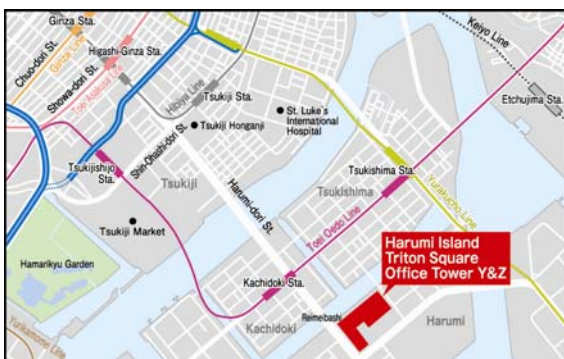 Ginza Sta.
Ginza Line
Chuo-dori St.
Higashi-Ginza Sta.
Showa-dori St.
Toei Asakusa Line
Hibiya Line
Tsukiji Sta.
Keiyo Line
Etchujima Sta.
St. Luke's
International
Hospital
Tsukiji Honganji
Shin-Ohashi-dori St.
Tsukijishijo
Sta.
Tsukiji
Harumi-dori St.
Tsukishima Sta.
Tsukishima
Yurakucho Line
Toei Oedo Line
Tsukiji Market
Hamarikyu Garden
Kachidoki Sta.
Harumi Island
Triton Square
Office Tower Y&Z
Reimeibashi
Kachidoki
Harumi
Yurikamome Line